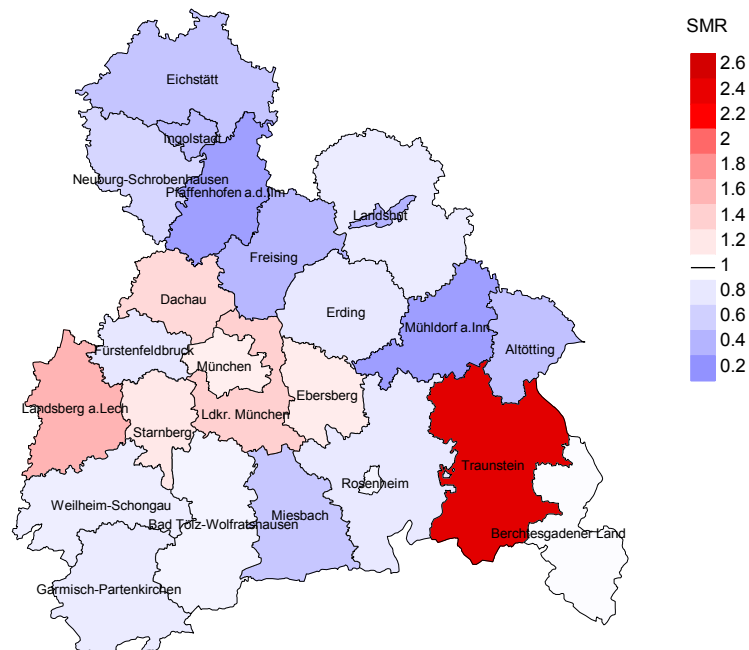 SMR
2.6
2.4
2.2
2
1.8
1.6
1.4
1.2
1
0.8
0.6
0.4
0.2
Eichstätt
Ingolstadt
Neuburg-Schrobenhausen
Pfaffenhofen a.d.Ilm
Landshut
Freising
Dachau
Erding
Mühldorf a.Inn
Fürstenfeldbruck
Altötting
München
Ebersberg
Landsberg a.Lech
Ldkr. München
Starnberg
Traunstein
Rosenheim
Weilheim-Schongau
Miesbach
Bad Tölz-Wolfratshausen
Berchtesgadener Land
Garmisch-Partenkirchen